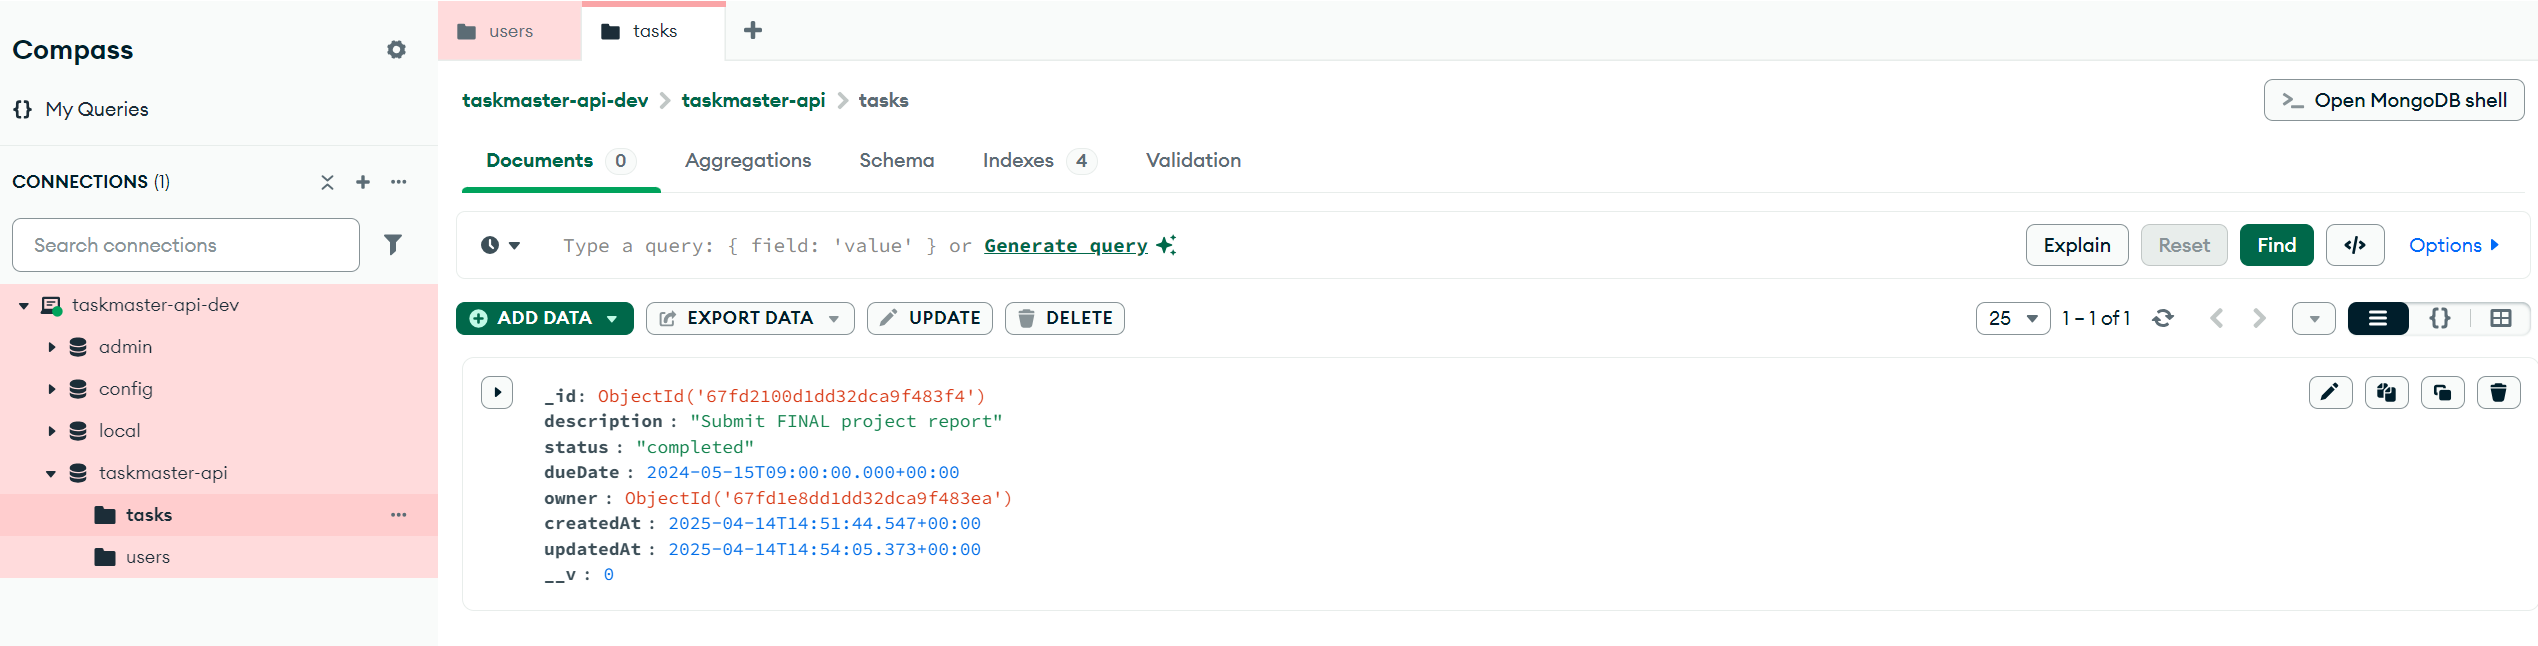 Compass
My Queries
CONNECTIONS (1)
Search connections
taskmaster-api-dev
admin
config
local
taskmaster-api
tasks
users
users
tasks
taskmaster-api-dev > taskmaster-api > tasks
>_ Open MongoDB shell
Documents 0 Aggregations Schema Indexes 4 Validation
Type a query: { field: 'value' } or Generate query
Explain Reset Find </> Options
ADD DATA EXPORT DATA UPDATE DELETE
25 1 – 1 of 1 {}
_id: ObjectId('67fd2100d1dd32dca9f483f4')
description : "Submit FINAL project report"
status : "completed"
dueDate : 2024-05-15T09:00:00.000+00:00
owner : ObjectId('67fd1e8dd1dd32dca9f483ea')
createdAt : 2025-04-14T14:51:44.547+00:00
updatedAt : 2025-04-14T14:54:05.373+00:00
__v : 0